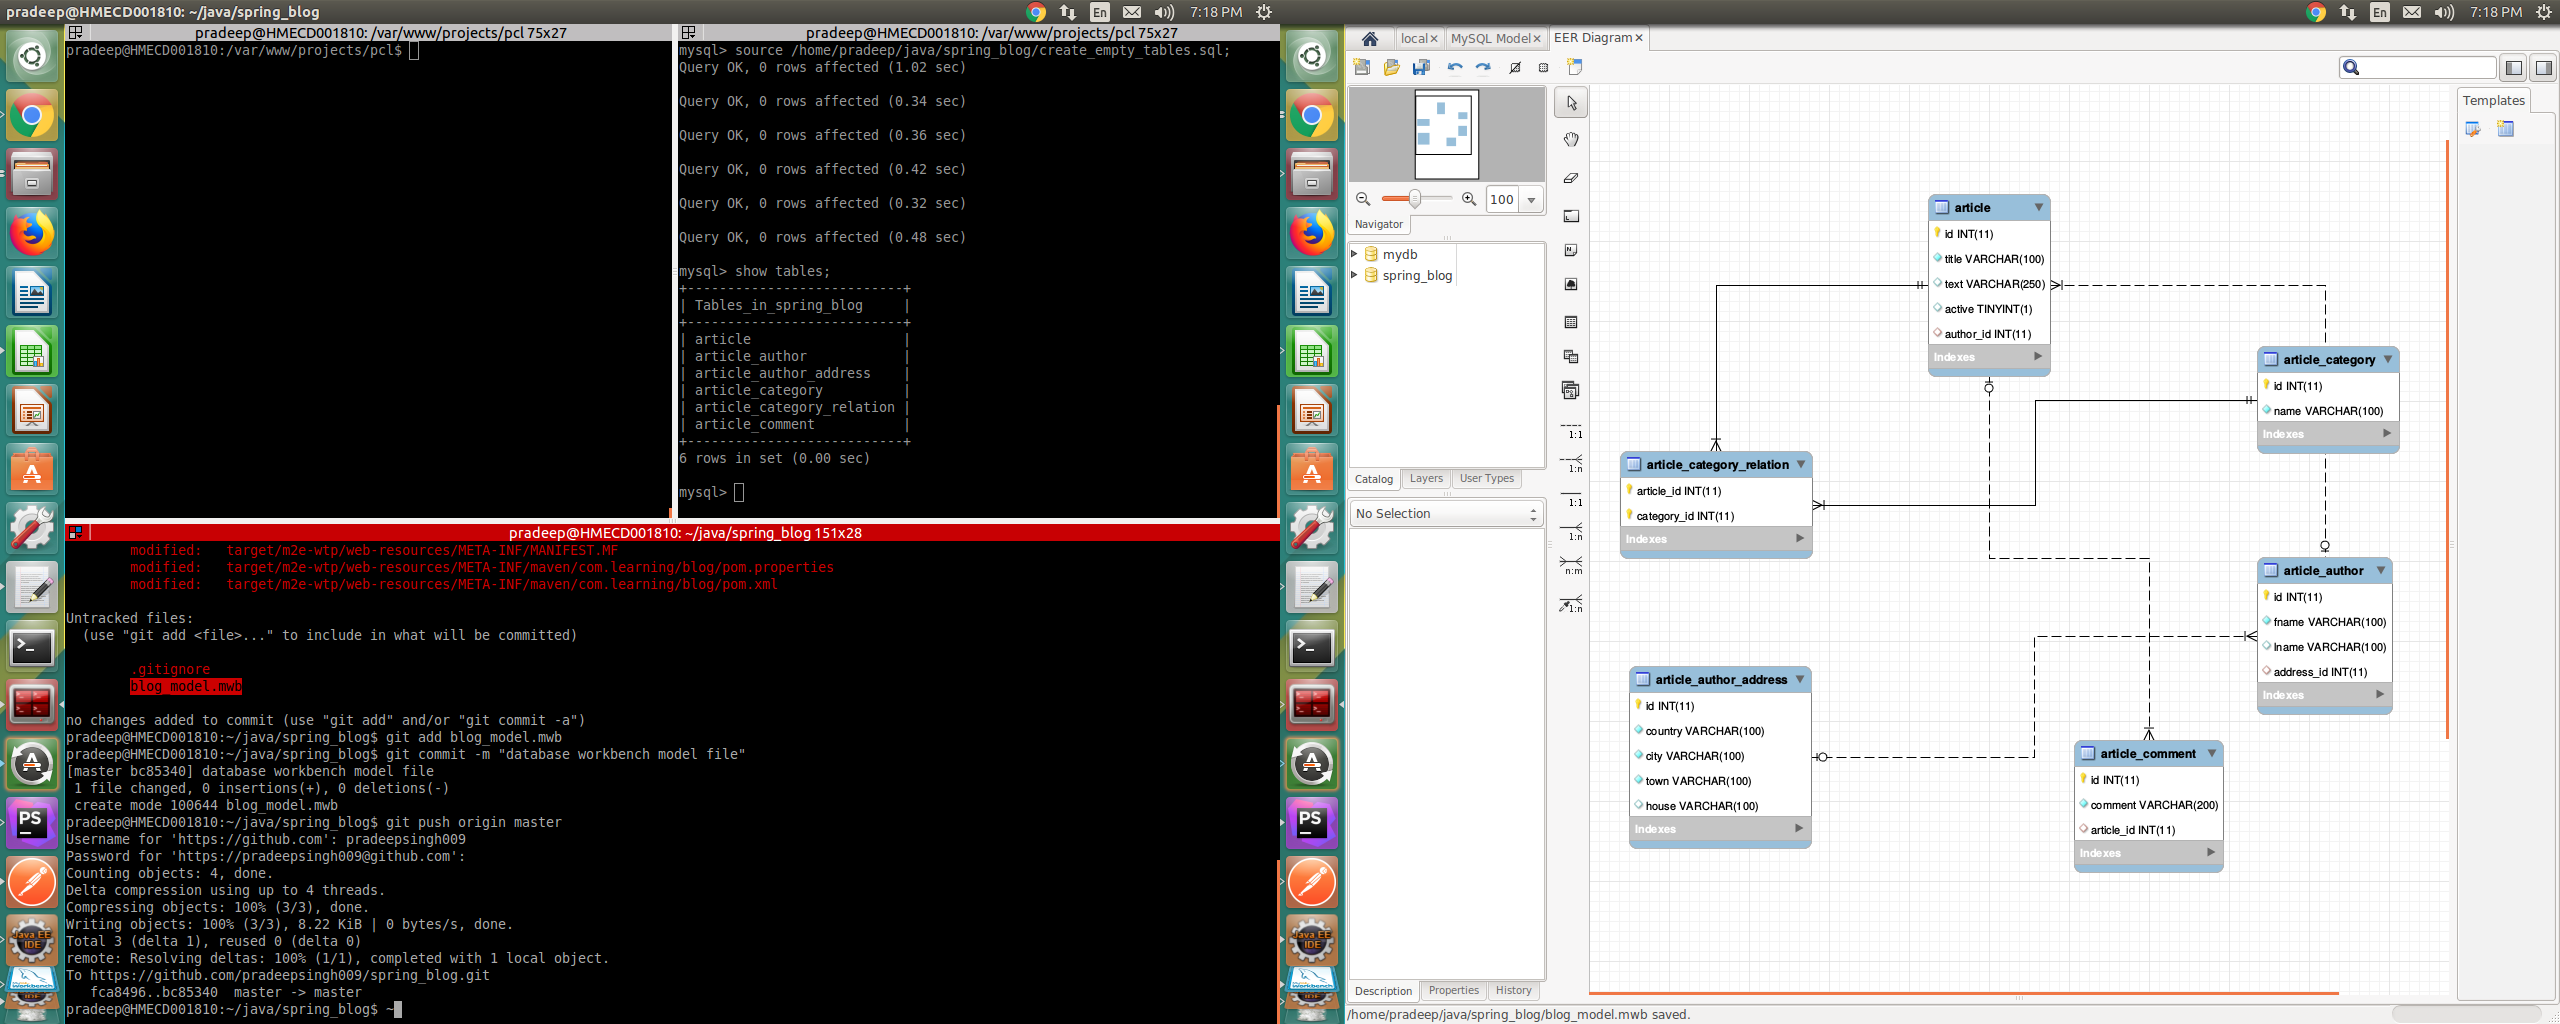 pradeep@HMECD001810: ~/java/spring_blog
En
7:18 PM
pradeep@HMECD001810: /var/www/projects/pcl 75x27
pradeep@HMECD001810:/var/www/projects/pcl$
pradeep@HMECD001810: /var/www/projects/pcl 75x27
mysql> source /home/pradeep/java/spring_blog/create_empty_tables.sql;
Query OK, 0 rows affected (1.02 sec)
Query OK, 0 rows affected (0.34 sec)
Query OK, 0 rows affected (0.36 sec)
Query OK, 0 rows affected (0.42 sec)
Query OK, 0 rows affected (0.32 sec)
Query OK, 0 rows affected (0.48 sec)
mysql> show tables;
+---------------------------+
| Tables_in_spring_blog     |
+---------------------------+
| article                   |
| article_author            |
| article_author_address    |
| article_category          |
| article_category_relation |
| article_comment           |
+---------------------------+
6 rows in set (0.00 sec)
mysql>
pradeep@HMECD001810: ~/java/spring_blog 151x28
modified:   target/m2e-wtp/web-resources/META-INF/MANIFEST.MF
modified:   target/m2e-wtp/web-resources/META-INF/maven/com.learning/blog/pom.properties
modified:   target/m2e-wtp/web-resources/META-INF/maven/com.learning/blog/pom.xml
Untracked files:
(use "git add <file>..." to include in what will be committed)
.gitignore
blog_model.mwb
no changes added to commit (use "git add" and/or "git commit -a")
pradeep@HMECD001810:~/java/spring_blog$ git add blog_model.mwb
pradeep@HMECD001810:~/java/spring_blog$ git commit -m "database workbench model file"
[master bc85340] database workbench model file
1 file changed, 0 insertions(+), 0 deletions(-)
create mode 100644 blog_model.mwb
pradeep@HMECD001810:~/java/spring_blog$ git push origin master
Username for 'https://github.com': pradeepsingh009
Password for 'https://pradeepsingh009@github.com':
Counting objects: 4, done.
Delta compression using up to 4 threads.
Compressing objects: 100% (3/3), done.
Writing objects: 100% (3/3), 8.22 KiB | 0 bytes/s, done.
Total 3 (delta 1), reused 0 (delta 0)
remote: Resolving deltas: 100% (1/1), completed with 1 local object.
To https://github.com/pradeepsingh009/spring_blog.git
fca8496..bc85340  master -> master
pradeep@HMECD001810:~/java/spring_blog$ ~
PS
Java EE
IDE
Workbench
IDE
En
7:18 PM
PS
Java EE
IDE
Workbench
IDE
local
MySQL Model
EER Diagram
100
Navigator
mydb
spring_blog
Catalog
Layers
User Types
No Selection
Description
Properties
History
1:1
1:n
1:1
1:n
n:m
1:n
Templates
article
id INT(11)
title VARCHAR(100)
text VARCHAR(250)
active TINYINT(1)
author_id INT(11)
Indexes
article_category
id INT(11)
name VARCHAR(100)
Indexes
article_category_relation
article_id INT(11)
category_id INT(11)
Indexes
article_author
id INT(11)
fname VARCHAR(100)
lname VARCHAR(100)
address_id INT(11)
Indexes
article_author_address
id INT(11)
country VARCHAR(100)
city VARCHAR(100)
town VARCHAR(100)
house VARCHAR(100)
Indexes
article_comment
id INT(11)
comment VARCHAR(200)
article_id INT(11)
Indexes
/home/pradeep/java/spring_blog/blog_model.mwb saved.